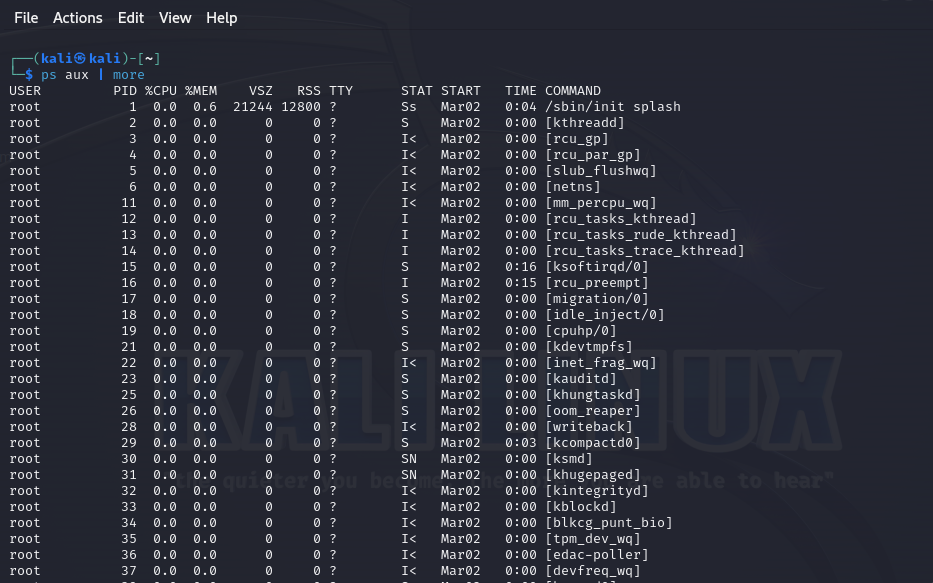 File Actions Edit View Help
┌──(kali㉿kali)-[~]
└─$ ps aux | more
USER PID %CPU %MEM VSZ RSS TTY STAT START TIME COMMAND
root 1 0.0 0.6 21244 12800 ? Ss Mar02 0:04 /sbin/init splash
root 2 0.0 0.0 0 0 ? S Mar02 0:00 [kthreadd]
root 3 0.0 0.0 0 0 ? I< Mar02 0:00 [rcu_gp]
root 4 0.0 0.0 0 0 ? I< Mar02 0:00 [rcu_par_gp]
root 5 0.0 0.0 0 0 ? I< Mar02 0:00 [slub_flushwq]
root 6 0.0 0.0 0 0 ? I< Mar02 0:00 [netns]
root 11 0.0 0.0 0 0 ? I< Mar02 0:00 [mm_percpu_wq]
root 12 0.0 0.0 0 0 ? I Mar02 0:00 [rcu_tasks_kthread]
root 13 0.0 0.0 0 0 ? I Mar02 0:00 [rcu_tasks_rude_kthread]
root 14 0.0 0.0 0 0 ? I Mar02 0:00 [rcu_tasks_trace_kthread]
root 15 0.0 0.0 0 0 ? S Mar02 0:16 [ksoftirqd/0]
root 16 0.0 0.0 0 0 ? I Mar02 0:15 [rcu_preempt]
root 17 0.0 0.0 0 0 ? S Mar02 0:00 [migration/0]
root 18 0.0 0.0 0 0 ? S Mar02 0:00 [idle_inject/0]
root 19 0.0 0.0 0 0 ? S Mar02 0:00 [cpuhp/0]
root 21 0.0 0.0 0 0 ? S Mar02 0:00 [kdevtmpfs]
root 22 0.0 0.0 0 0 ? I< Mar02 0:00 [inet_frag_wq]
root 23 0.0 0.0 0 0 ? S Mar02 0:00 [kauditd]
root 25 0.0 0.0 0 0 ? S Mar02 0:00 [khungtaskd]
root 26 0.0 0.0 0 0 ? S Mar02 0:00 [oom_reaper]
root 28 0.0 0.0 0 0 ? I< Mar02 0:00 [writeback]
root 29 0.0 0.0 0 0 ? S Mar02 0:03 [kcompactd0]
root 30 0.0 0.0 0 0 ? SN Mar02 0:00 [ksmd]
root 31 0.0 0.0 0 0 ? SN Mar02 0:00 [khugepaged]
root 32 0.0 0.0 0 0 ? I< Mar02 0:00 [kintegrityd]
root 33 0.0 0.0 0 0 ? I< Mar02 0:00 [kblockd]
root 34 0.0 0.0 0 0 ? I< Mar02 0:00 [blkcg_punt_bio]
root 35 0.0 0.0 0 0 ? I< Mar02 0:00 [tpm_dev_wq]
root 36 0.0 0.0 0 0 ? I< Mar02 0:00 [edac-poller]
root 37 0.0 0.0 0 0 ? I< Mar02 0:00 [devfreq_wq]
KALI LINUX
the quieter you become able to hear"